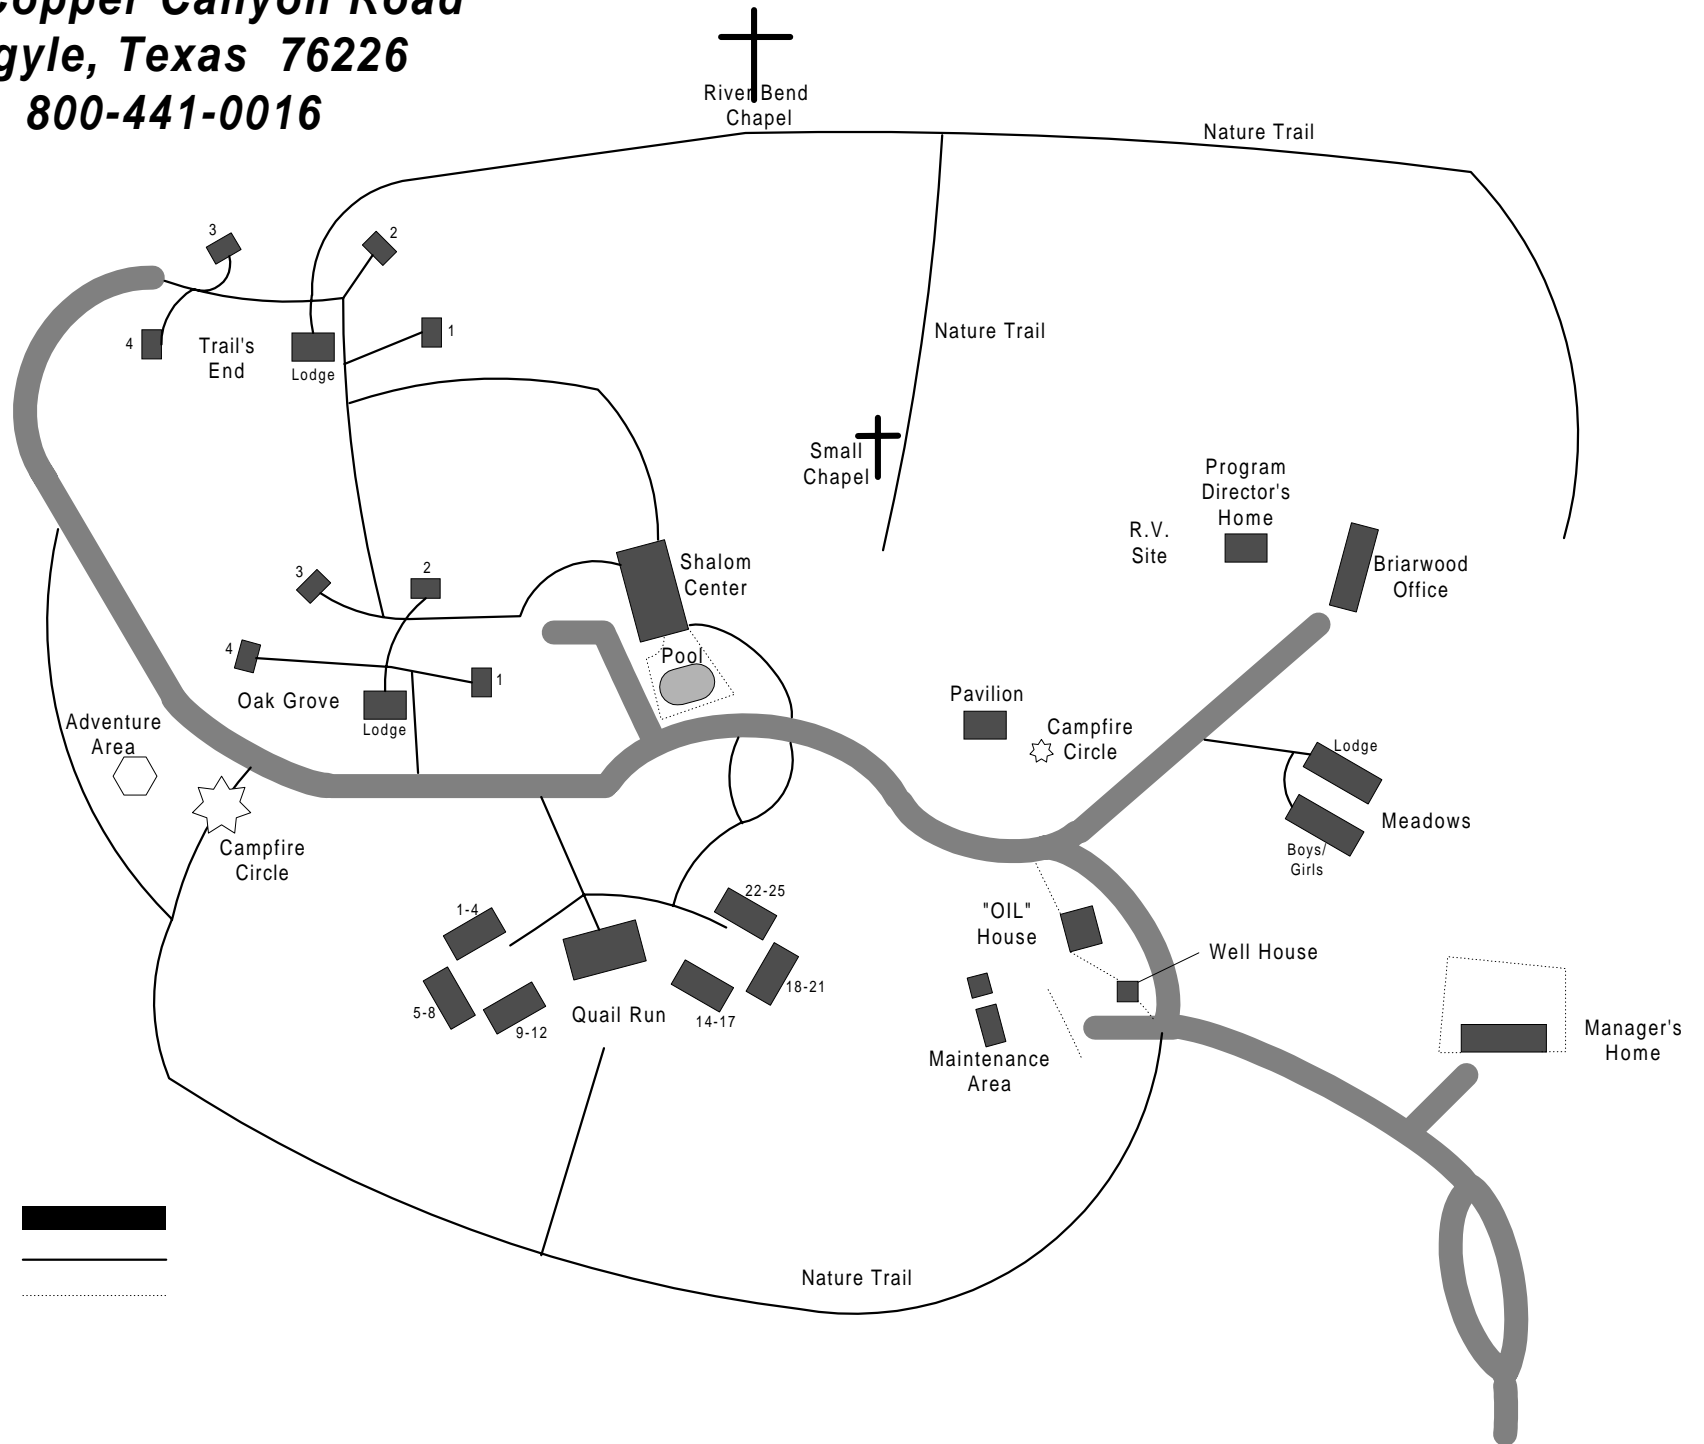 Copper Canyon Road
gyle, Texas 76226
800-441-0016
River Bend
Chapel
Nature Trail
3
2
4
Trail's
End
Lodge
1
Nature Trail
Small
Chapel
Program
Director's
Home
R.V.
Site
Briarwood
Office
Shalom
Center
3
2
4
1
Pool
Oak Grove
Lodge
Pavilion
Campfire
Circle
Adventure
Area
Lodge
Meadows
Boys/
Girls
Campfire
Circle
1-4
22-25
"OIL"
House
Well House
5-8
9-12
Quail Run
14-17
18-21
Maintenance
Area
Manager's
Home
Nature Trail